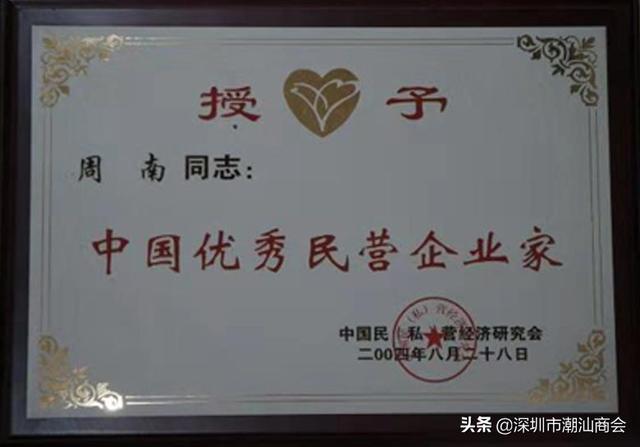 授 予
周 南 同志:
中国优秀民营企业家
中国民(私)营经济研究会
二00四年八月二十八日
头条 @深圳市潮汕商会